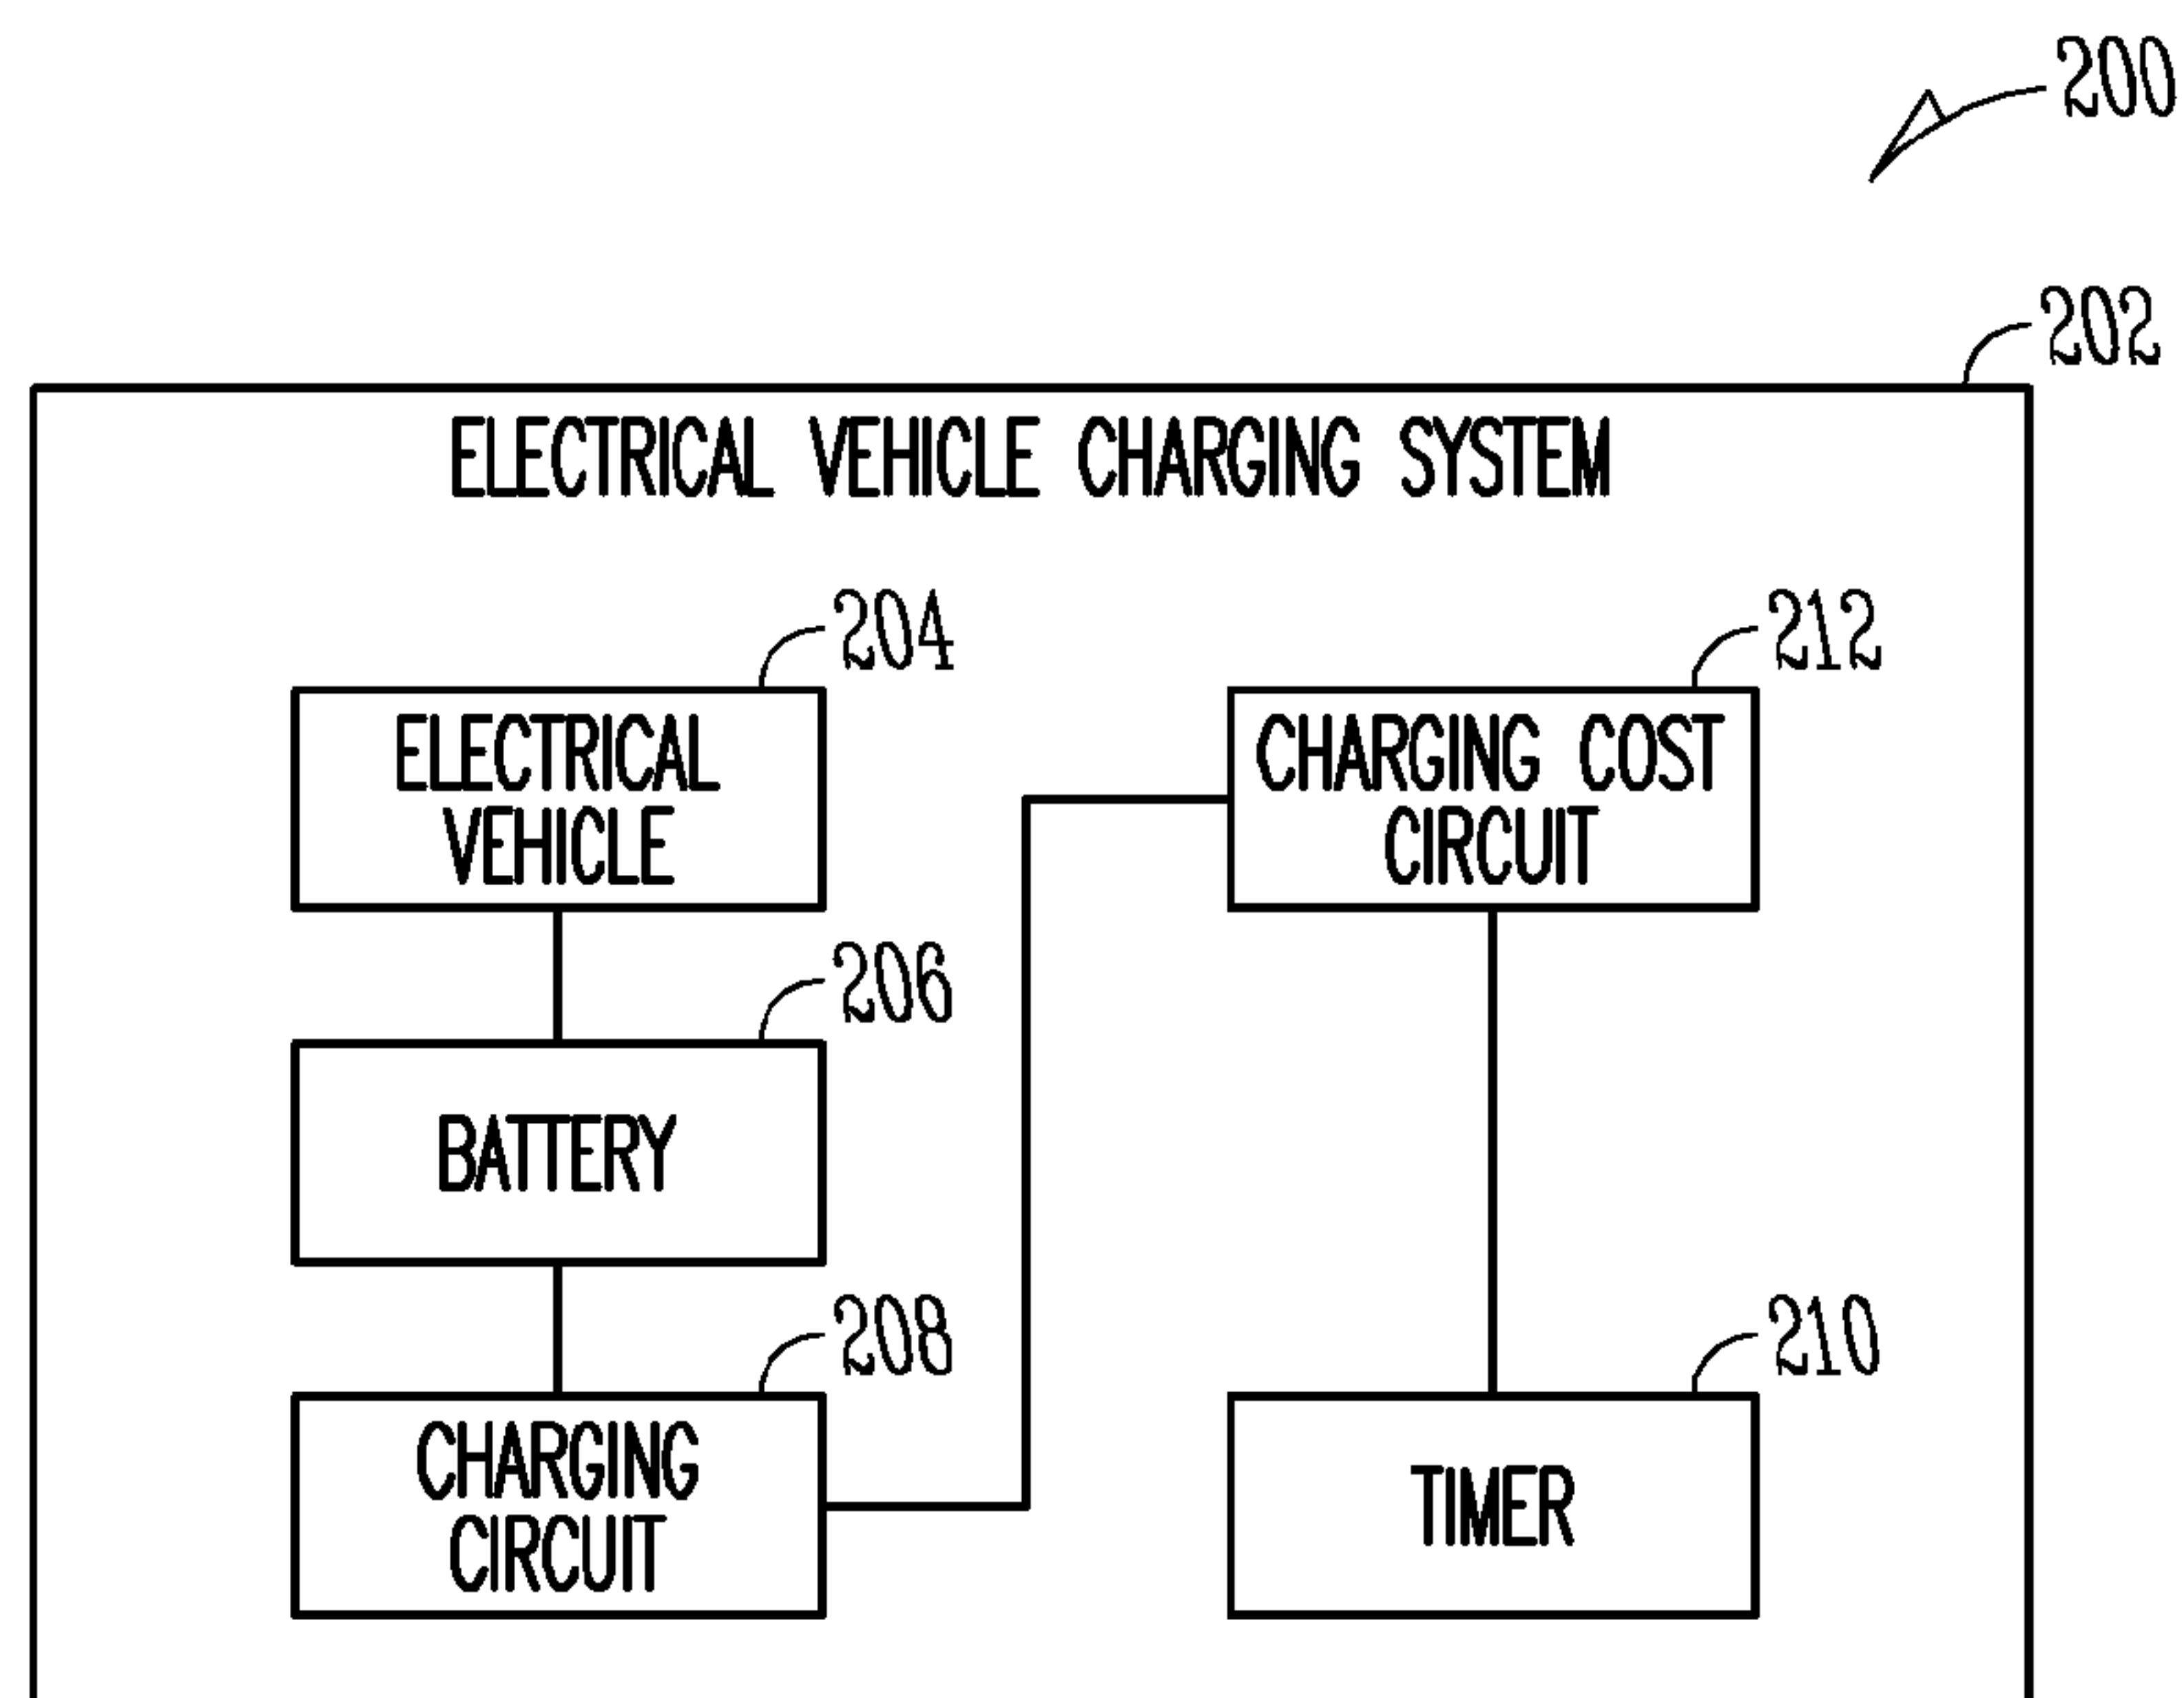 200
202
ELECTRICAL VEHICLE CHARGING SYSTEM
204
ELECTRICAL
VEHICLE
212
CHARGING COST
CIRCUIT
206
BATTERY
208
CHARGING
CIRCUIT
210
TIMER